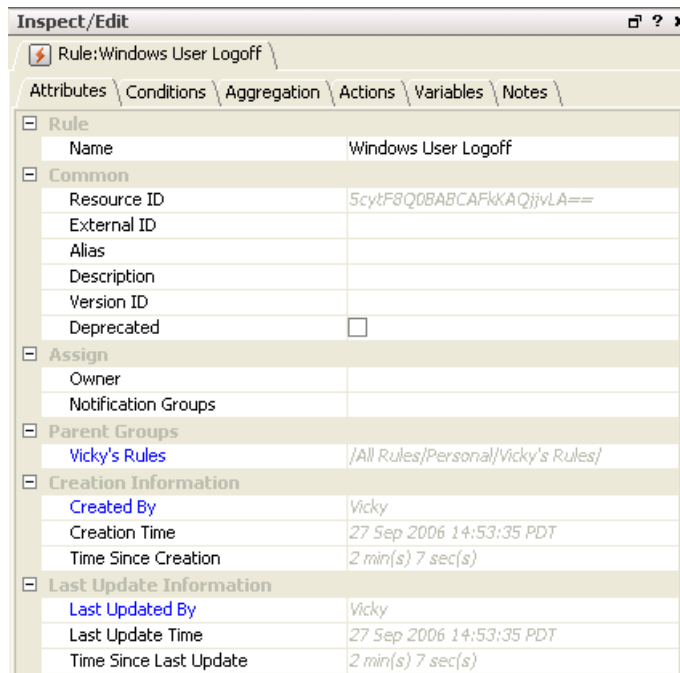 Inspect/Edit
Rule:Windows User Logoff
Attributes Conditions Aggregation Actions Variables Notes
Rule
Name Windows User Logoff
Common
Resource ID 5cytF8Q0BABCAFkKAQjjvLA==
External ID
Alias
Description
Version ID
Deprecated
Assign
Owner
Notification Groups
Parent Groups
Vicky's Rules /All Rules/Personal/Vicky's Rules/
Creation Information
Created By Vicky
Creation Time 27 Sep 2006 14:53:35 PDT
Time Since Creation 2 min(s) 7 sec(s)
Last Update Information
Last Updated By Vicky
Last Update Time 27 Sep 2006 14:53:35 PDT
Time Since Last Update 2 min(s) 7 sec(s)